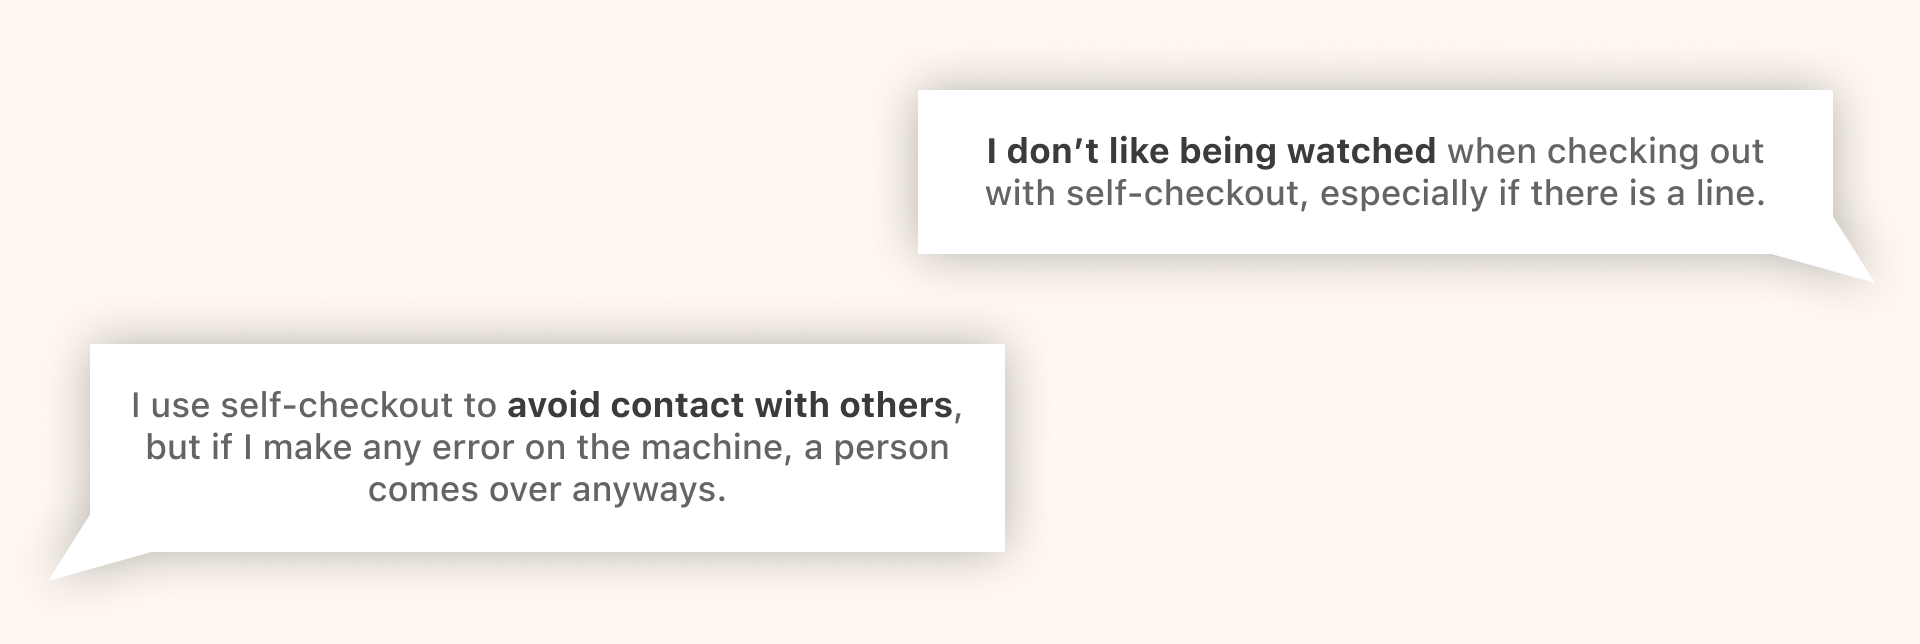 I don’t like being watched when checking out
with self-checkout, especially if there is a line.
I use self-checkout to avoid contact with others,
but if I make any error on the machine, a person
comes over anyways.